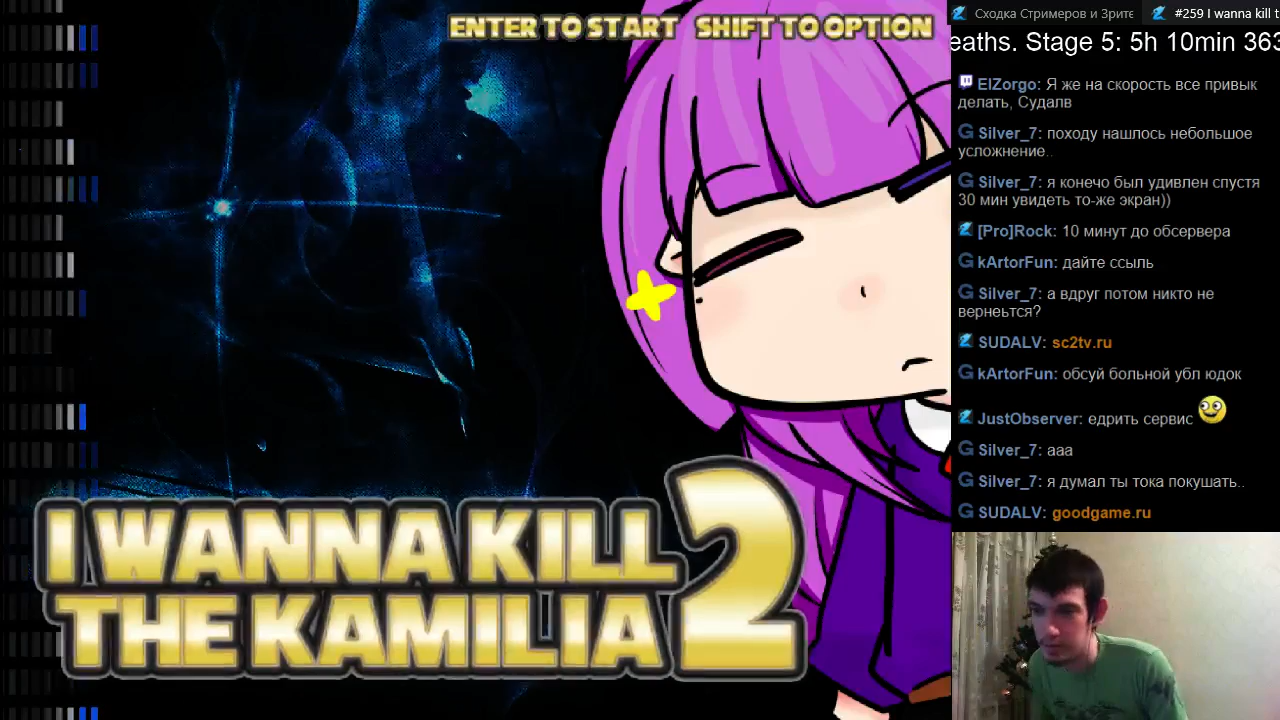 ENTER TO START SHIFT TO OPTION
I WANNA KILL
THE KAMILIA 2
Сходка Стримеров и Зрите
#259 I wanna kill t
eaths. Stage 5: 5h 10min 363
ElZorgo: Я же на скорость все привык
делать, Судалв
Silver_7: походу нашлось небольшое
усложнение..
Silver_7: я конечо был удивлен спустя
30 мин увидеть то-же экран))
[Pro]Rock: 10 минут до обсервера
kArtorFun: дайте ссыль
Silver_7: а вдруг потом никто не
вернеться?
SUDALV: sc2tv.ru
kArtorFun: обсуй больной убл юдок
JustObserver: едрить сервис
Silver_7: ааа
Silver_7: я думал ты тока покушать..
SUDALV: goodgame.ru